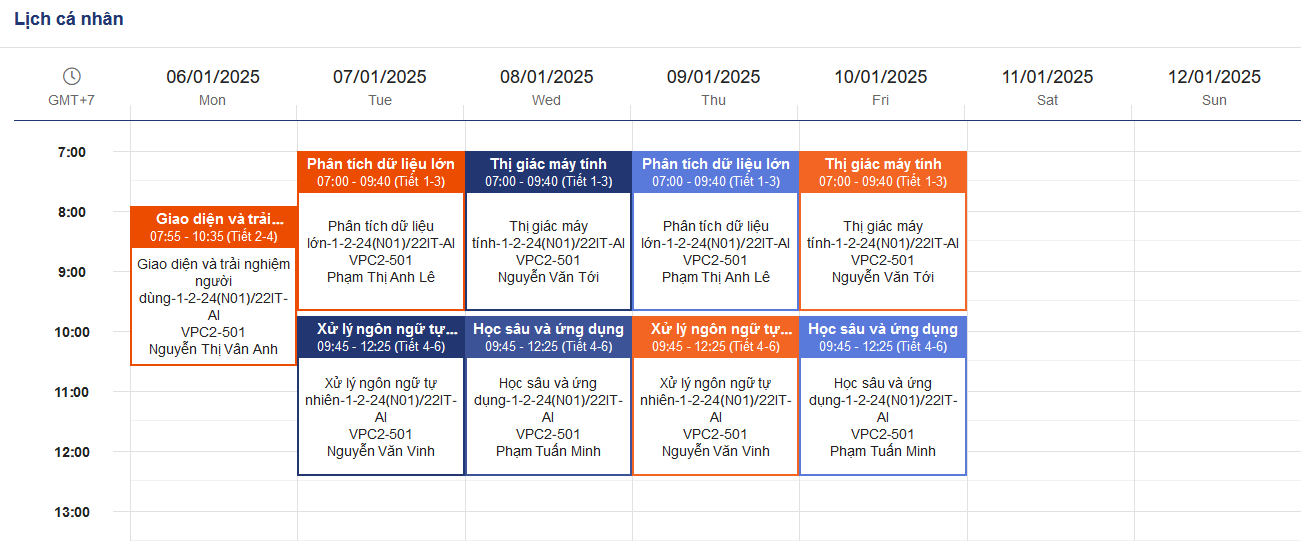 Lịch cá nhân
GMT+7
06/01/2025
Mon
07/01/2025
Tue
08/01/2025
Wed
09/01/2025
Thu
10/01/2025
Fri
11/01/2025
Sat
12/01/2025
Sun
7:00
8:00
9:00
10:00
11:00
12:00
13:00
Giao diện và trải...
07:55 - 10:35 (Tiết 2-4)
Giao diện và trải nghiệm
người
dùng-1-2-24(N01)/22IT-
AI
VPC2-501
Nguyễn Thị Vân Anh
Phân tích dữ liệu lớn
07:00 - 09:40 (Tiết 1-3)
Phân tích dữ liệu
lớn-1-2-24(N01)/22IT-AI
VPC2-501
Phạm Thị Anh Lê
Xử lý ngôn ngữ tự...
09:45 - 12:25 (Tiết 4-6)
Xử lý ngôn ngữ tự
nhiên-1-2-24(N01)/22IT-
AI
VPC2-501
Nguyễn Văn Vinh
Thị giác máy tính
07:00 - 09:40 (Tiết 1-3)
Thị giác máy
tính-1-2-24(N01)/22IT-AI
VPC2-501
Nguyễn Văn Tới
Học sâu và ứng dụng
09:45 - 12:25 (Tiết 4-6)
Học sâu và ứng
dụng-1-2-24(N01)/22IT-
AI
VPC2-501
Phạm Tuấn Minh
Phân tích dữ liệu lớn
07:00 - 09:40 (Tiết 1-3)
Phân tích dữ liệu
lớn-1-2-24(N01)/22IT-AI
VPC2-501
Phạm Thị Anh Lê
Xử lý ngôn ngữ tự...
09:45 - 12:25 (Tiết 4-6)
Xử lý ngôn ngữ tự
nhiên-1-2-24(N01)/22IT-
AI
VPC2-501
Nguyễn Văn Vinh
Thị giác máy tính
07:00 - 09:40 (Tiết 1-3)
Thị giác máy
tính-1-2-24(N01)/22IT-AI
VPC2-501
Nguyễn Văn Tới
Học sâu và ứng dụng
09:45 - 12:25 (Tiết 4-6)
Học sâu và ứng
dụng-1-2-24(N01)/22IT-
AI
VPC2-501
Phạm Tuấn Minh